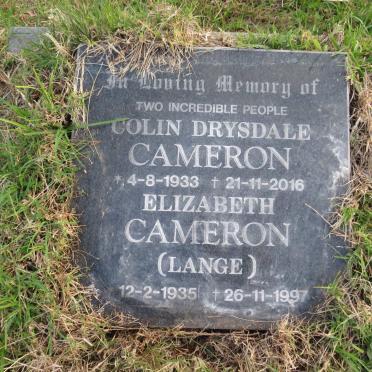 In Loving Memory of
TWO INCREDIBLE PEOPLE
COLIN DRYSDALE
CAMERON
* 4-8-1933 † 21-11-2016
ELIZABETH
CAMERON
(LANGE)
12-2-1935 † 26-11-1997